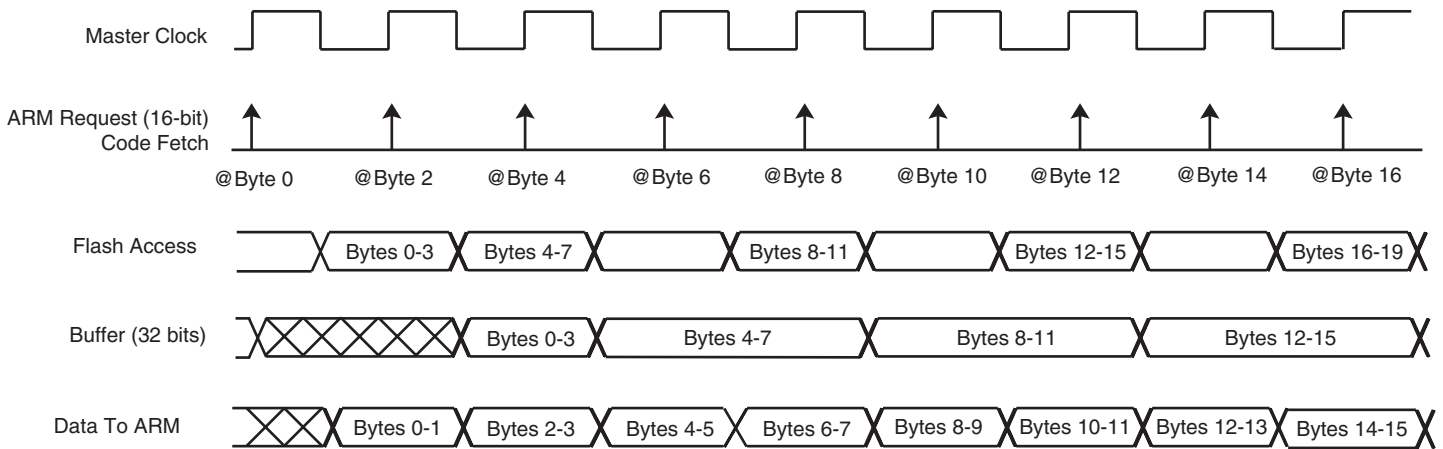 Master Clock
ARM Request (16-bit)
Code Fetch
@Byte 0 @Byte 2 @Byte 4 @Byte 6 @Byte 8 @Byte 10 @Byte 12 @Byte 14 @Byte 16
Flash Access Bytes 0-3 Bytes 4-7 Bytes 8-11 Bytes 12-15 Bytes 16-19
Buffer (32 bits) Bytes 0-3 Bytes 4-7 Bytes 8-11 Bytes 12-15
Data To ARM Bytes 0-1 Bytes 2-3 Bytes 4-5 Bytes 6-7 Bytes 8-9 Bytes 10-11 Bytes 12-13 Bytes 14-15